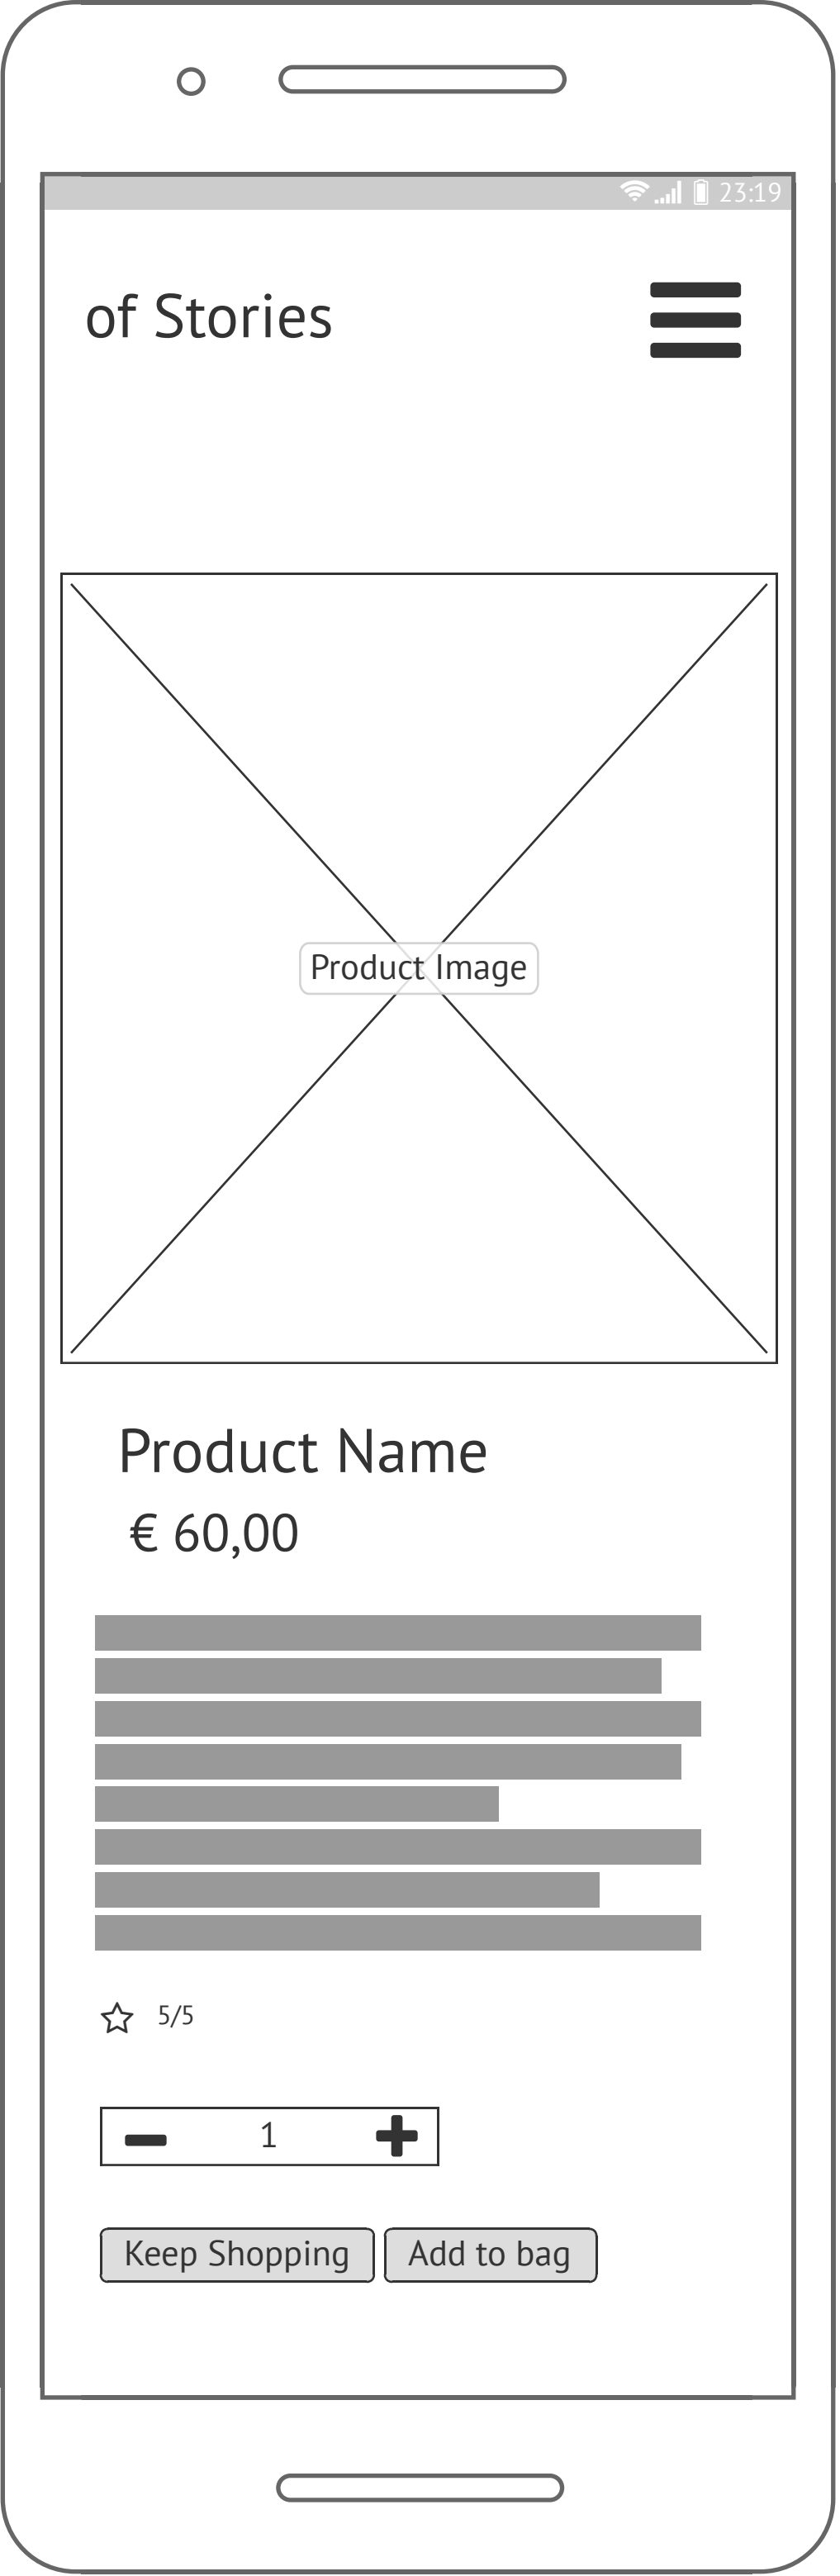 23:19
of Stories
Product Image
Product Name
€ 60,00
5/5
1
Keep Shopping Add to bag